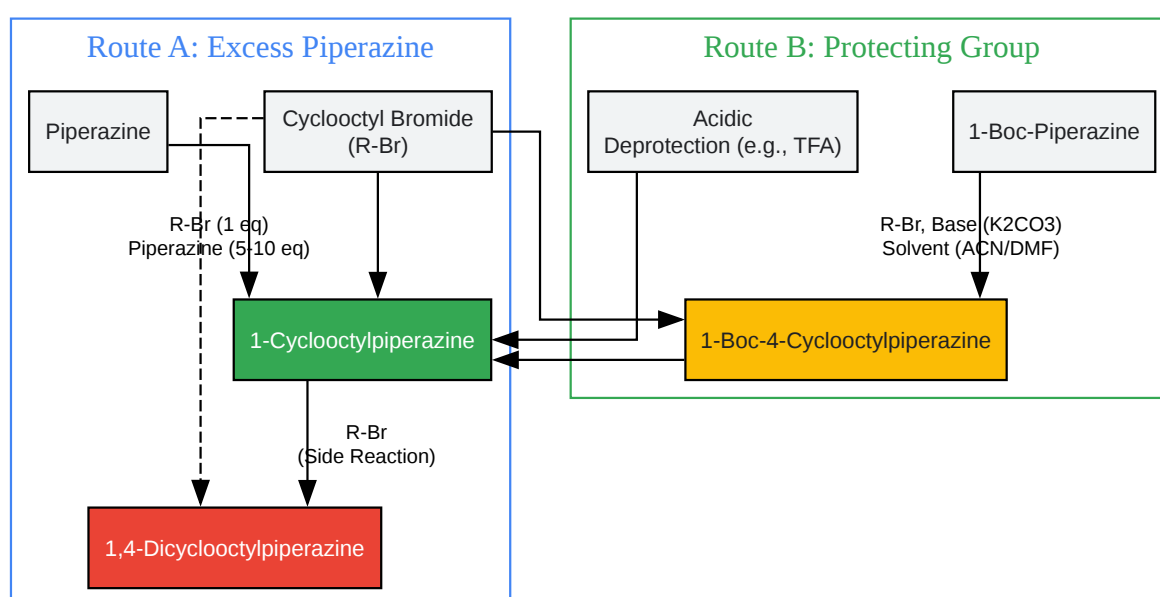 Route A: Excess Piperazine
Route B: Protecting Group
Piperazine
Cyclooctyl Bromide
(R-Br)
Acidic
Deprotection (e.g., TFA)
1-Boc-Piperazine
R-Br (1 eq)
Piperazine (5-10 eq)
R-Br, Base (K2CO3)
Solvent (ACN/DMF)
1-Cyclooctylpiperazine
1-Boc-4-Cyclooctylpiperazine
R-Br
(Side Reaction)
1,4-Dicyclooctylpiperazine